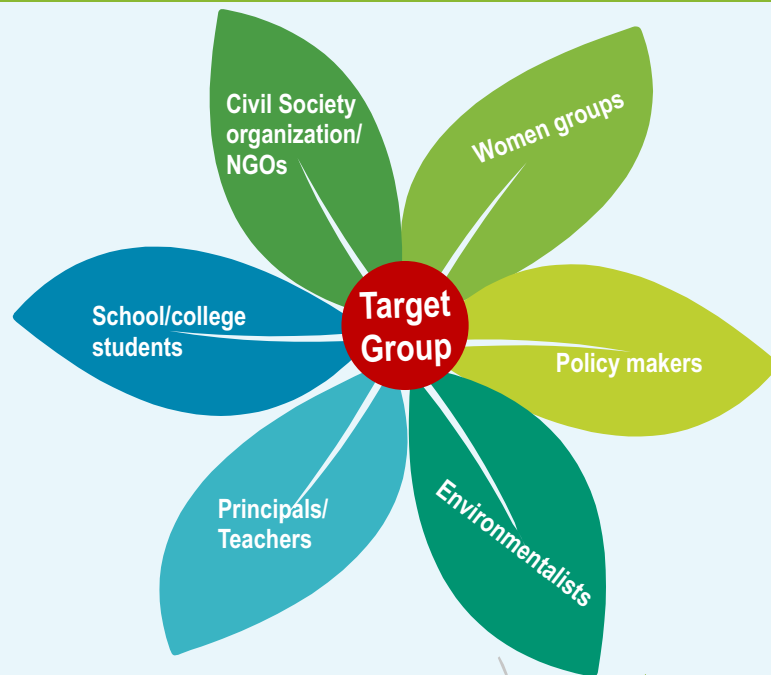 Civil Society
organization/
NGOs
Women groups
School/college
students
Target
Group
Policy makers
Principals/
Teachers
Environmentalists